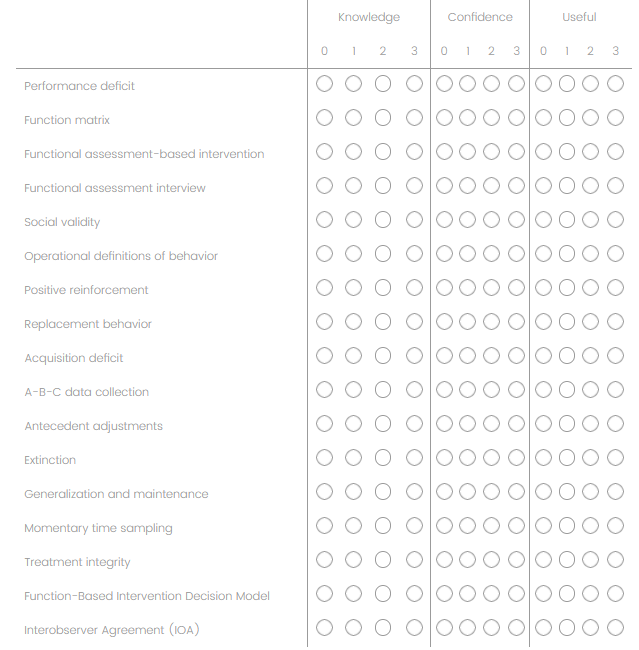 Knowledge Confidence Useful
0 1 2 3 0 1 2 3 0 1 2 3
Performance deficit
Function matrix
Functional assessment-based intervention
Functional assessment interview
Social validity
Operational definitions of behavior
Positive reinforcement
Replacement behavior
Acquisition deficit
A-B-C data collection
Antecedent adjustments
Extinction
Generalization and maintenance
Momentary time sampling
Treatment integrity
Function-Based Intervention Decision Model
Interobserver Agreement (IOA)